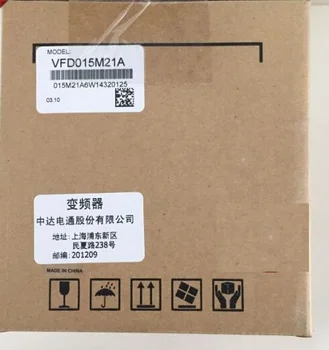 MODEL:
VFD015M21A
015M21A6W14320125
03.10
变频器
中达电通股份有限公司
地址: 上海浦东新区
民夏路238号
邮编: 201209
MADE IN CHINA